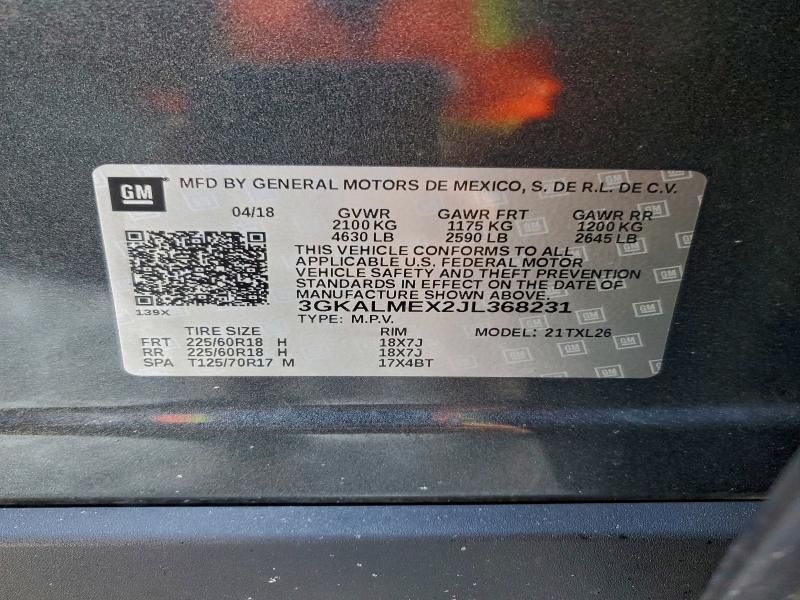 GM MFD BY GENERAL MOTORS DE MEXICO, S. DE R.L. DE C.V.
04/18 GVWR GAWR FRT GAWR RR
2100 KG 1175 KG 1200 KG
4630 LB 2590 LB 2645 LB
THIS VEHICLE CONFORMS TO ALL
APPLICABLE U.S. FEDERAL MOTOR
VEHICLE SAFETY AND THEFT PREVENTION
STANDARDS IN EFFECT ON THE DATE OF
MANUFACTURE SHOWN ABOVE.
139X 3GKALMEX2JL368231
TYPE: M.P.V.
TIRE SIZE RIM MODEL: 21TXL26
FRT 225/60R18 H 18X7J
RR 225/60R18 H 18X7J
SPA T125/70R17 M 17X4BT